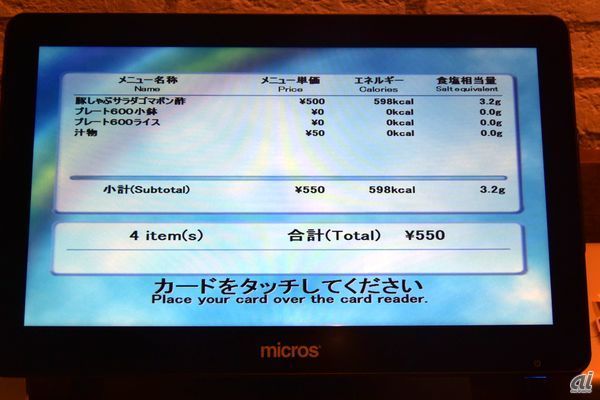 メニュー名称 メニュー単価 エネルギー 食塩相当量
Name Price Calories Salt equivalent
豚しゃぶサラダゴマポン酢 ¥500 598kcal 3.2g
プレート600小鉢 ¥0 0kcal 0.0g
プレート600ライス ¥0 0kcal 0.0g
汁物 ¥50 0kcal 0.0g
小計(Subtotal) ¥550 598kcal 3.2g
4 item(s) 合計(Total) ¥550
カードをタッチしてください
Place your card over the card reader.
micros